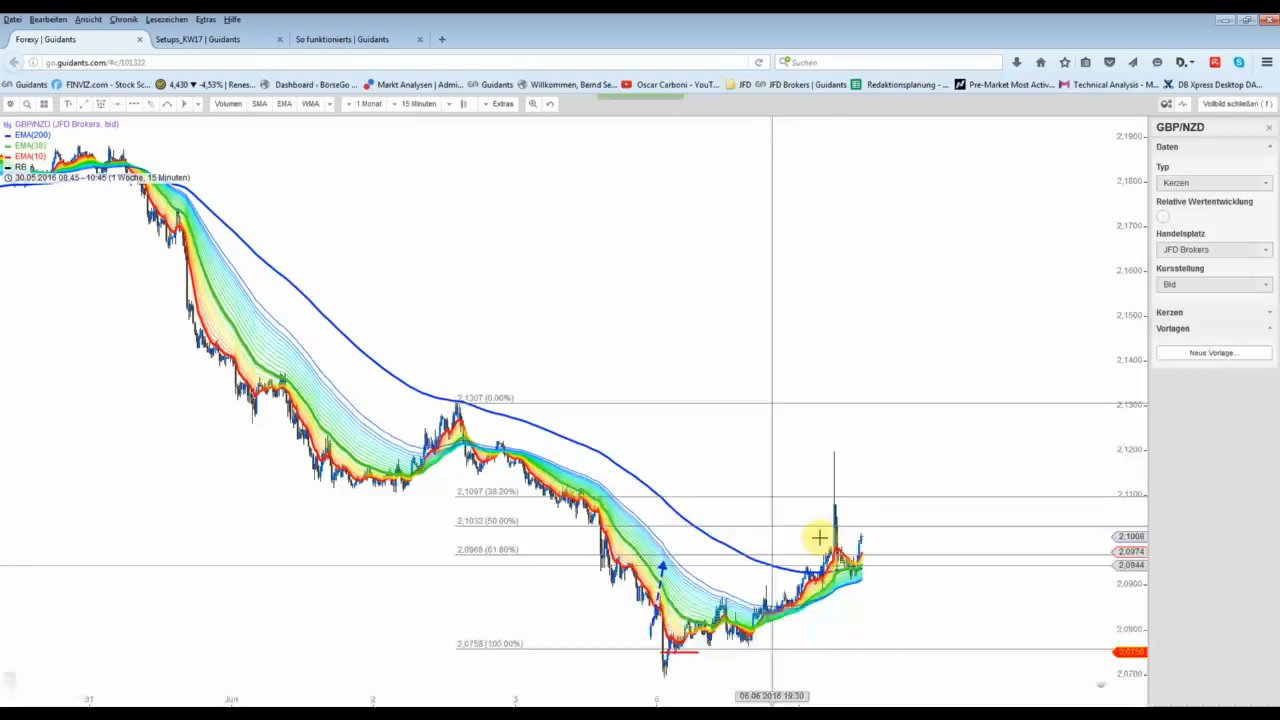 Datei Bearbeiten Ansicht Chronik Lesezeichen Extras Hilfe
Forexy | Guidants × Setups_KW17 | Guidants × So funktionierts | Guidants × +
go.guidants.com/#c/101322 Suchen
Guidants FINVIZ.com - Stock Sc... 4,430 ▾ -4,53% | Renes... Dashboard ‹ BörseGo ... Markt Analysen | Admi... Guidants Willkommen, Bernd Se... Oscar Carboni - YouT... JFD JFD Brokers | Guidants Redaktionsplanung - ... Pre-Market Most Activ... Technical Analysis - M... DB Xpress Desktop DA...
Volumen SMA EMA WMA 1 Monat 15 Minuten Extras Vollbild schließen ( f )
GBP/NZD (JFD Brokers, bid)
EMA(200)
EMA(38)
EMA(10)
RB
30.05.2016 08:45 - 10:45 (1 Woche, 15 Minuten)
GBP/NZD ×
Daten
Typ
Kerzen
Relative Wertentwicklung
Handelsplatz
JFD Brokers
Kursstellung
Bid
Kerzen
Vorlagen
Neue Vorlage...
2,1900
2,1800
2,1700
2,1600
2,1500
2,1400
2,1300
2,1200
2,1100
2,1008
2,0974
2,0944
2,0900
2,0800
2,0700
2,1307 (0.00%)
2,1097 (38.20%)
2,1032 (50.00%)
2,0968 (61.80%)
2,0758 (100.00%)
31 Jun 2 3 6
06.06.2016 19:30